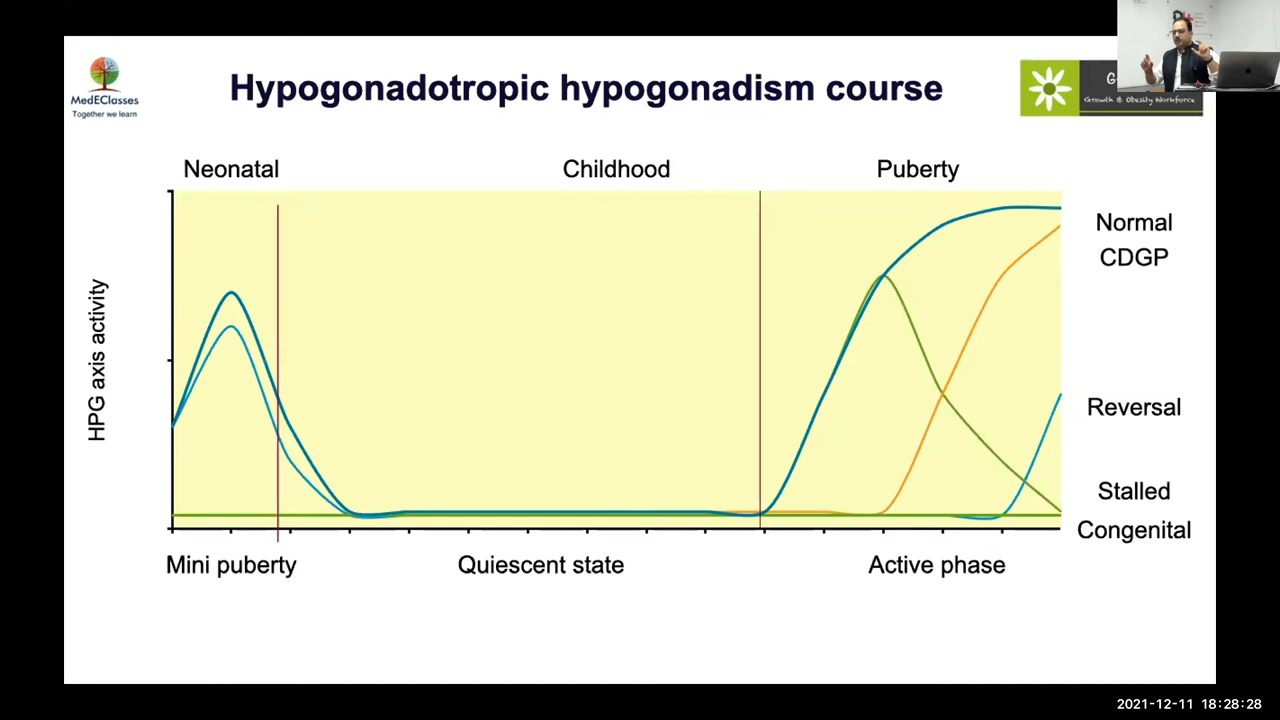 MedEClasses
Together we learn
Hypogonadotropic hypogonadism course
G
Growth & Obesity Workforce
Neonatal
Childhood
Puberty
HPG axis activity
Normal
CDGP
Reversal
Stalled
Congenital
Mini puberty
Quiescent state
Active phase
2021-12-11 18:28:28